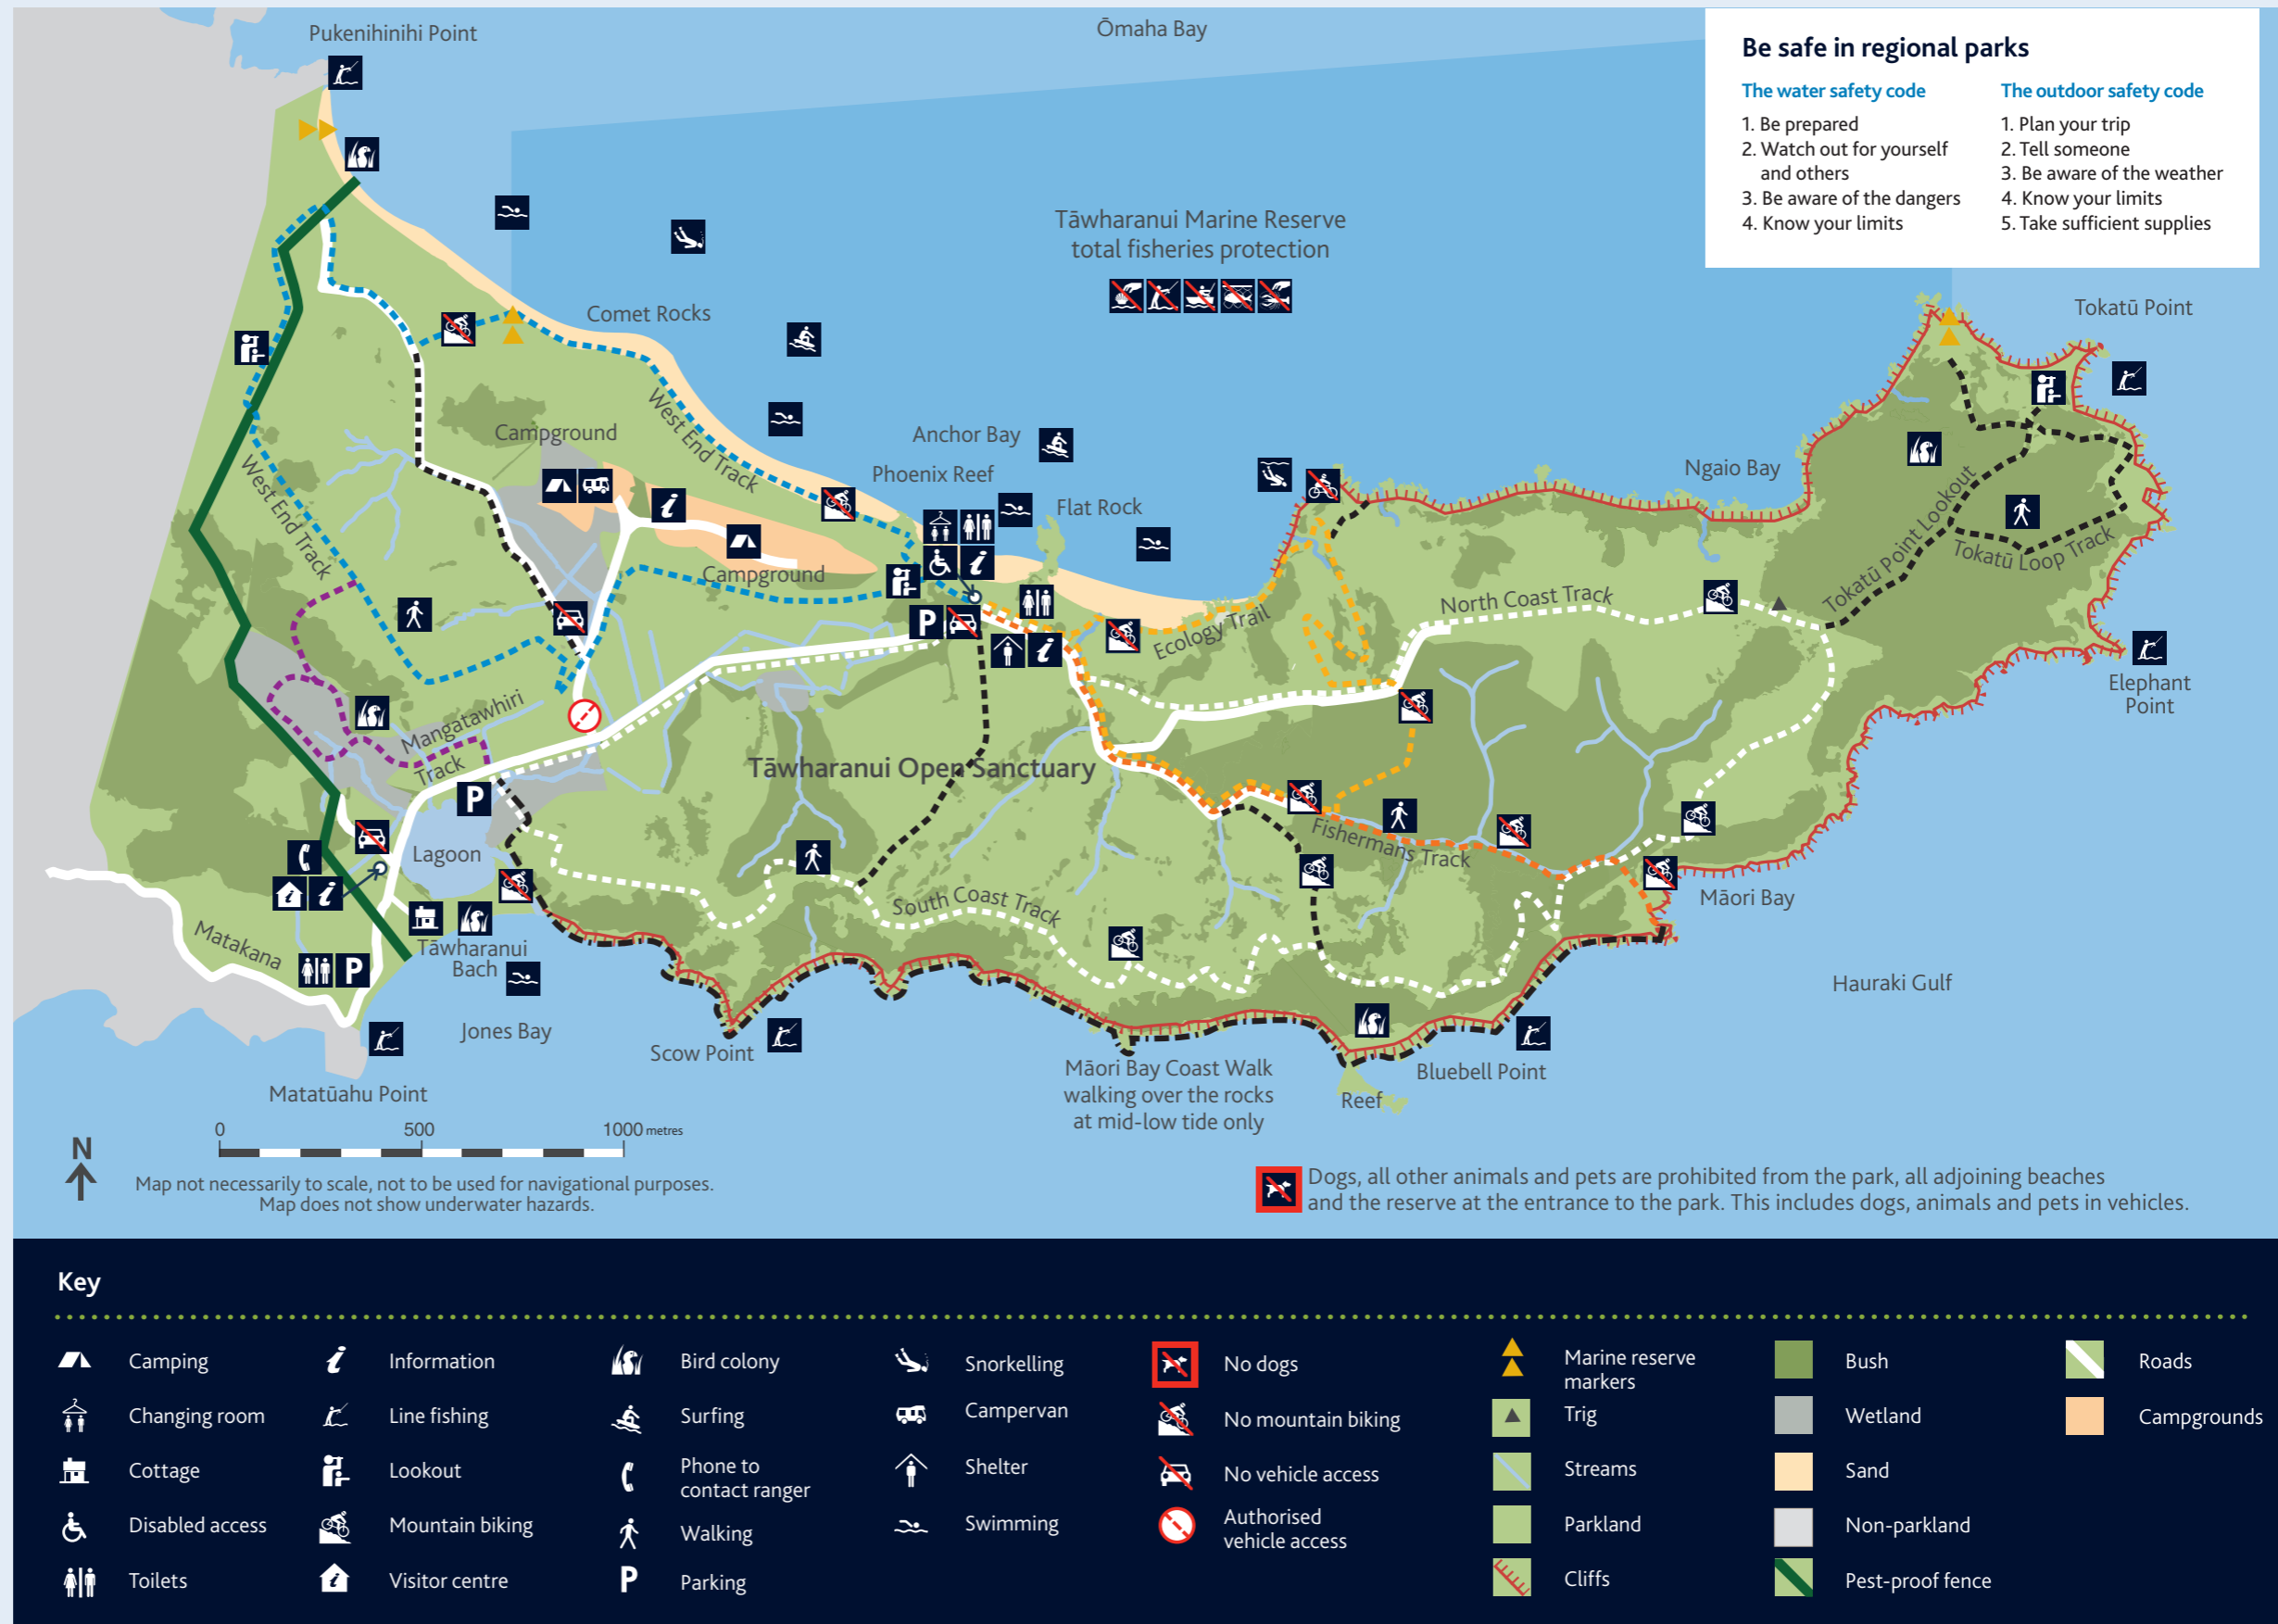 Pukenihinihi Point
Ōmaha Bay
Be safe in regional parks
The water safety code
1. Be prepared
2. Watch out for yourself
and others
3. Be aware of the dangers
4. Know your limits
The outdoor safety code
1. Plan your trip
2. Tell someone
3. Be aware of the weather
4. Know your limits
5. Take sufficient supplies
Tāwharanui Marine Reserve
total fisheries protection
Comet Rocks
Tokatū Point
West End Track
Campground
Anchor Bay
Phoenix Reef
Flat Rock
Ngaio Bay
West End Track
Campground
Tokatū Point Lookout
Tokatū Loop Track
North Coast Track
Ecology Trail
P
Elephant
Point
Mangatawhiri
Track
Tāwharanui Open Sanctuary
P
Lagoon
Fishermans Track
South Coast Track
Māori Bay
Matakana
Tāwharanui
Bach
P
Hauraki Gulf
Jones Bay
Scow Point
Māori Bay Coast Walk
walking over the rocks
at mid-low tide only
Bluebell Point
Reef
Matatūahu Point
0 500 1000 metres
N
Map not necessarily to scale, not to be used for navigational purposes.
Map does not show underwater hazards.
Dogs, all other animals and pets are prohibited from the park, all adjoining beaches
and the reserve at the entrance to the park. This includes dogs, animals and pets in vehicles.
Key
Camping
Changing room
Cottage
Disabled access
Toilets
Information
Line fishing
Lookout
Mountain biking
Visitor centre
Bird colony
Surfing
Phone to
contact ranger
Walking
P Parking
Snorkelling
Campervan
Shelter
Swimming
No dogs
No mountain biking
No vehicle access
Authorised
vehicle access
Marine reserve
markers
Trig
Streams
Parkland
Cliffs
Bush
Wetland
Sand
Non-parkland
Pest-proof fence
Roads
Campgrounds